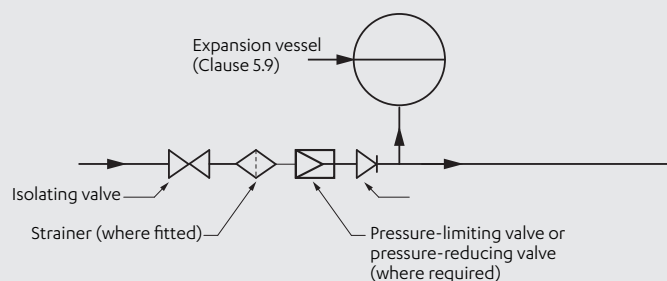 Expansion vessel
(Clause 5.9)
Isolating valve
Strainer (where fitted)
Pressure-limiting valve or
pressure-reducing valve
(where required)